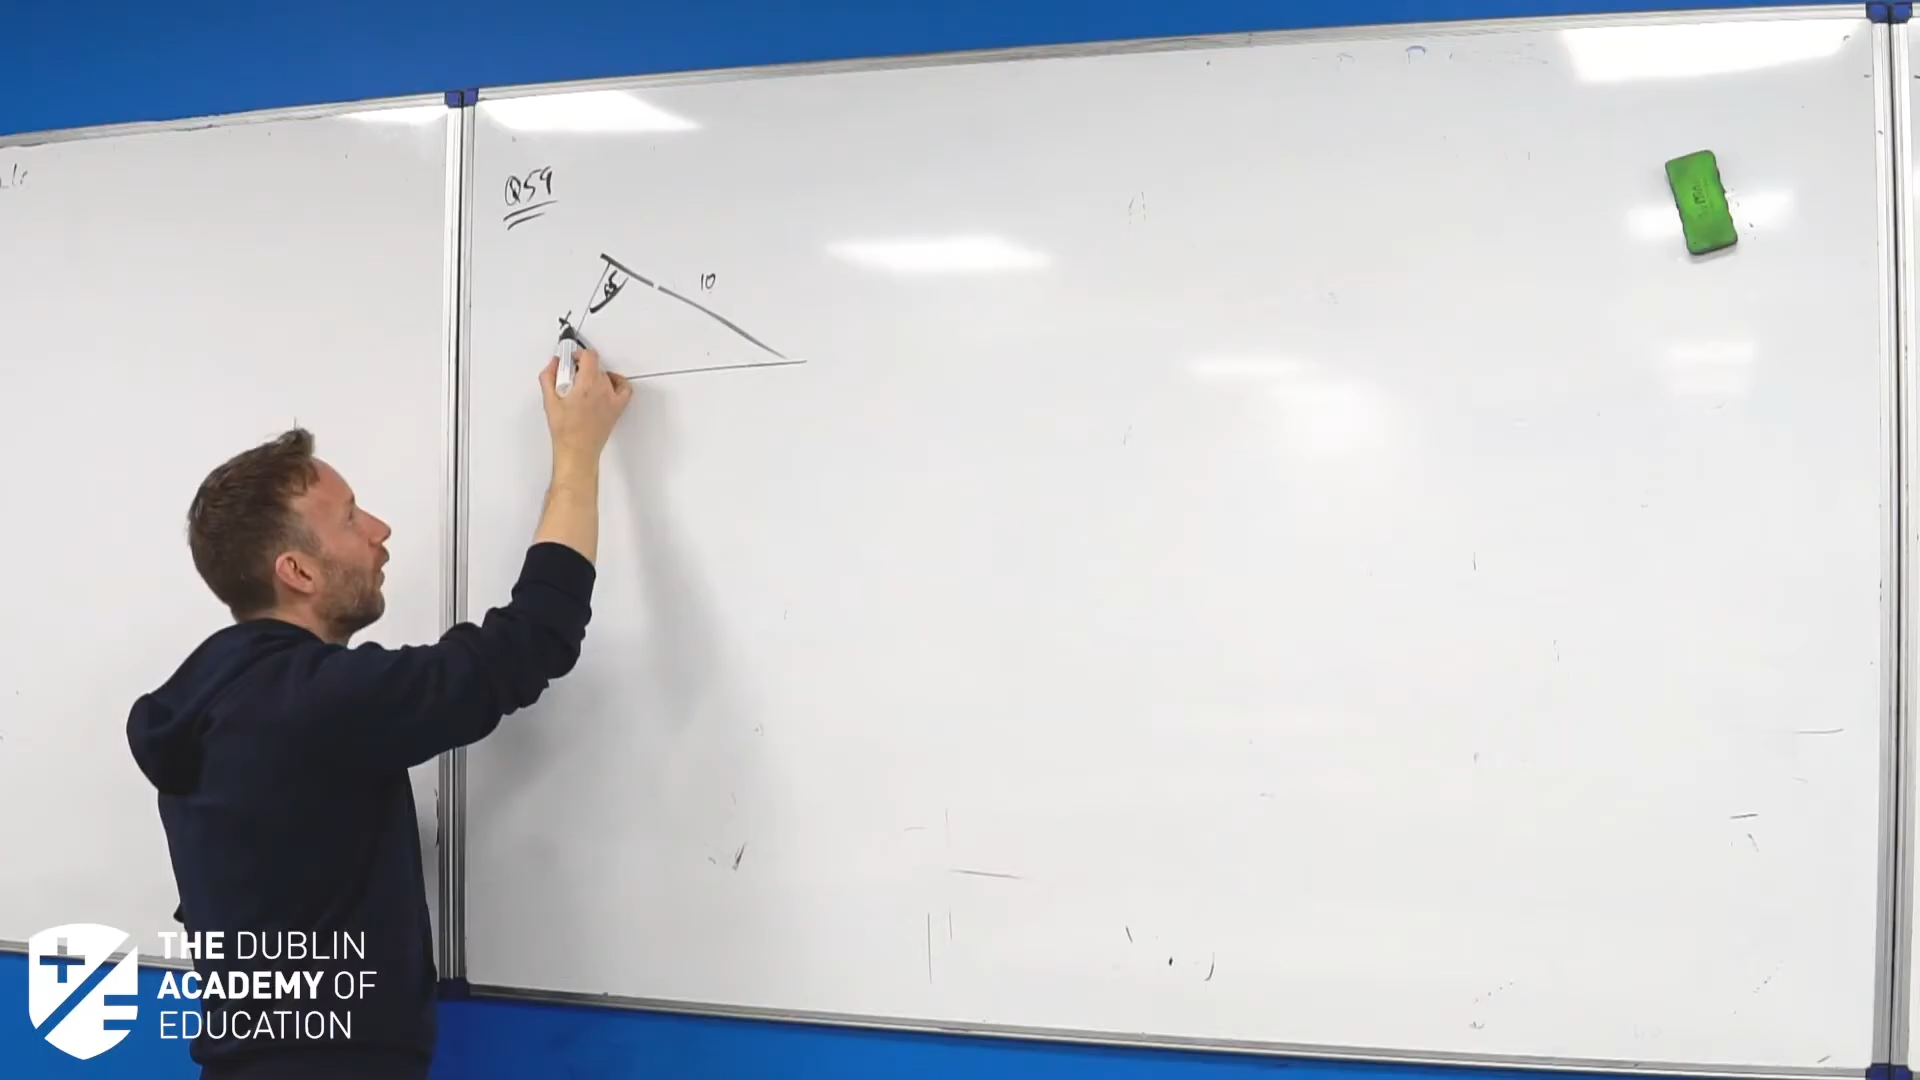 Q59
10
x
THE DUBLIN
ACADEMY OF
EDUCATION